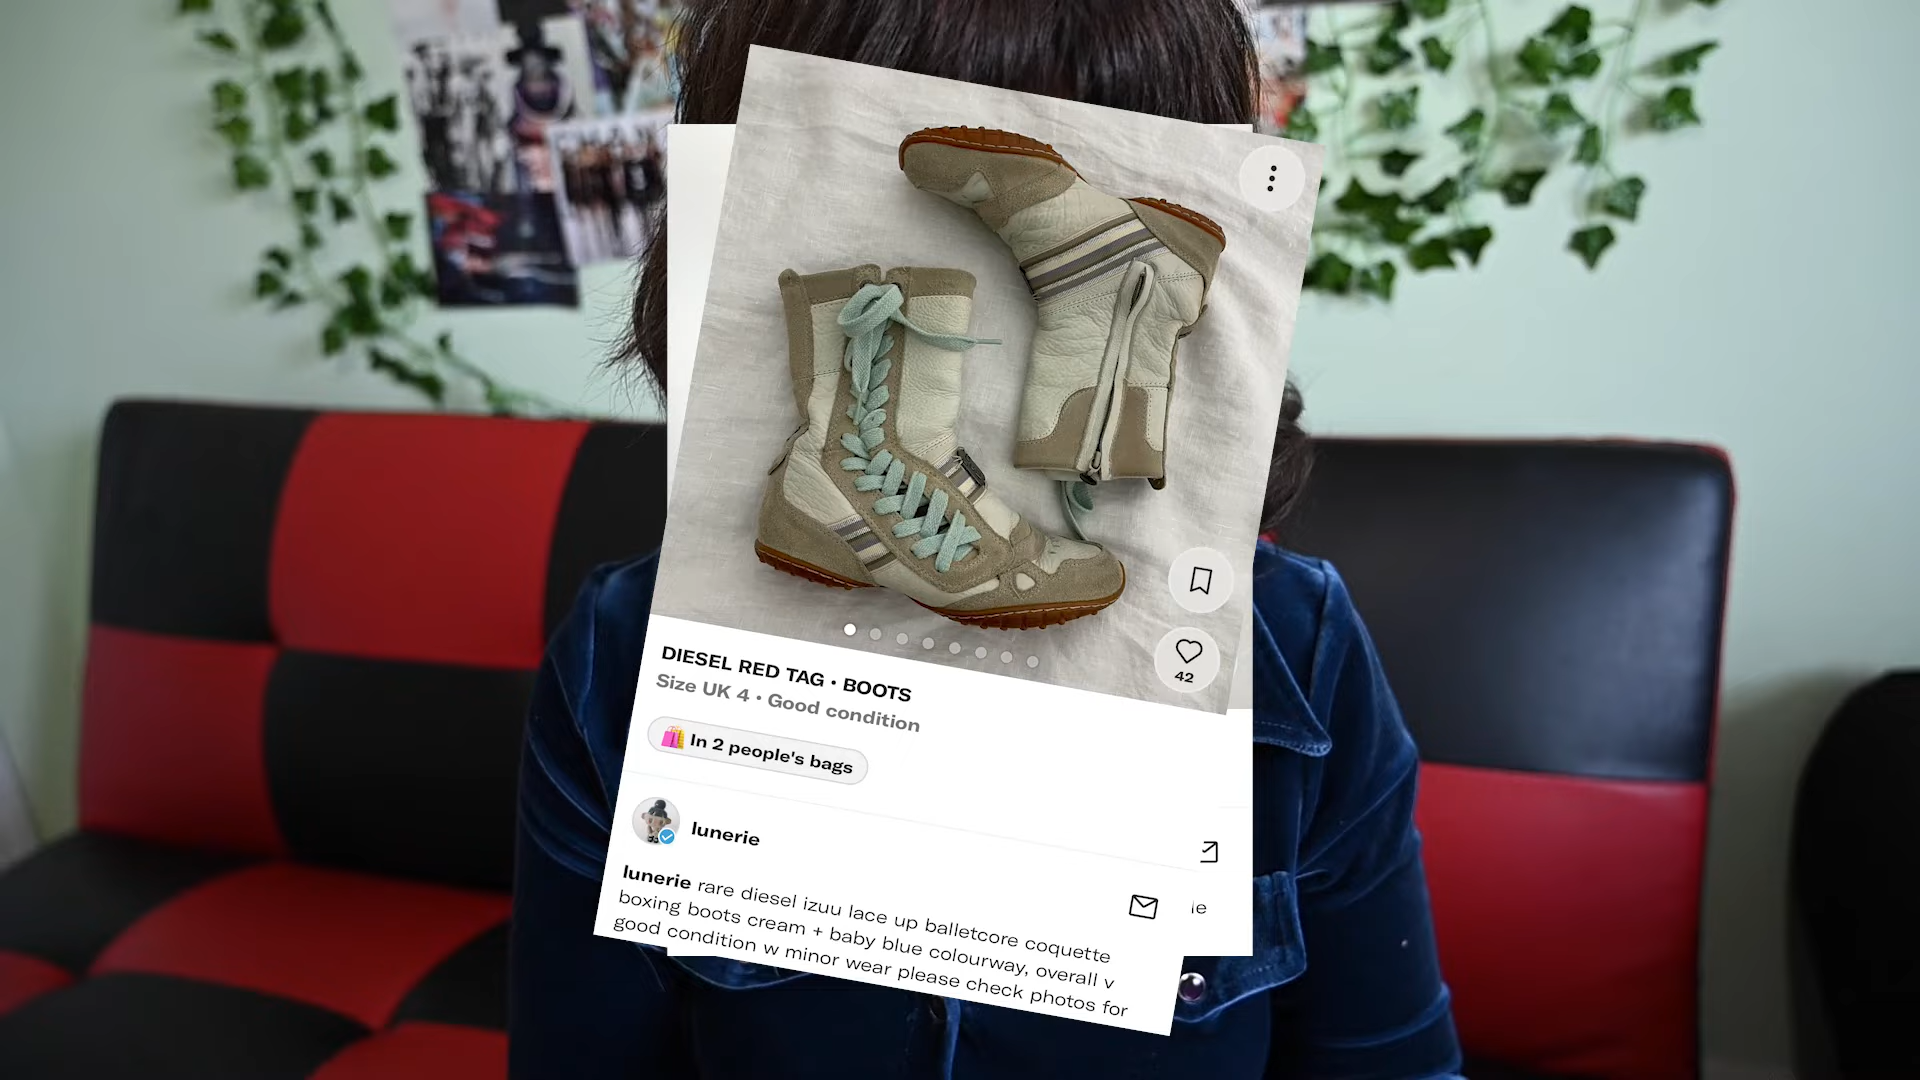 42
DIESEL RED TAG • BOOTS
Size UK 4 • Good condition
In 2 people's bags
lunerie
le
lunerie rare diesel izuu lace up balletcore coquette
boxing boots cream + baby blue colourway, overall v
good condition w minor wear please check photos for